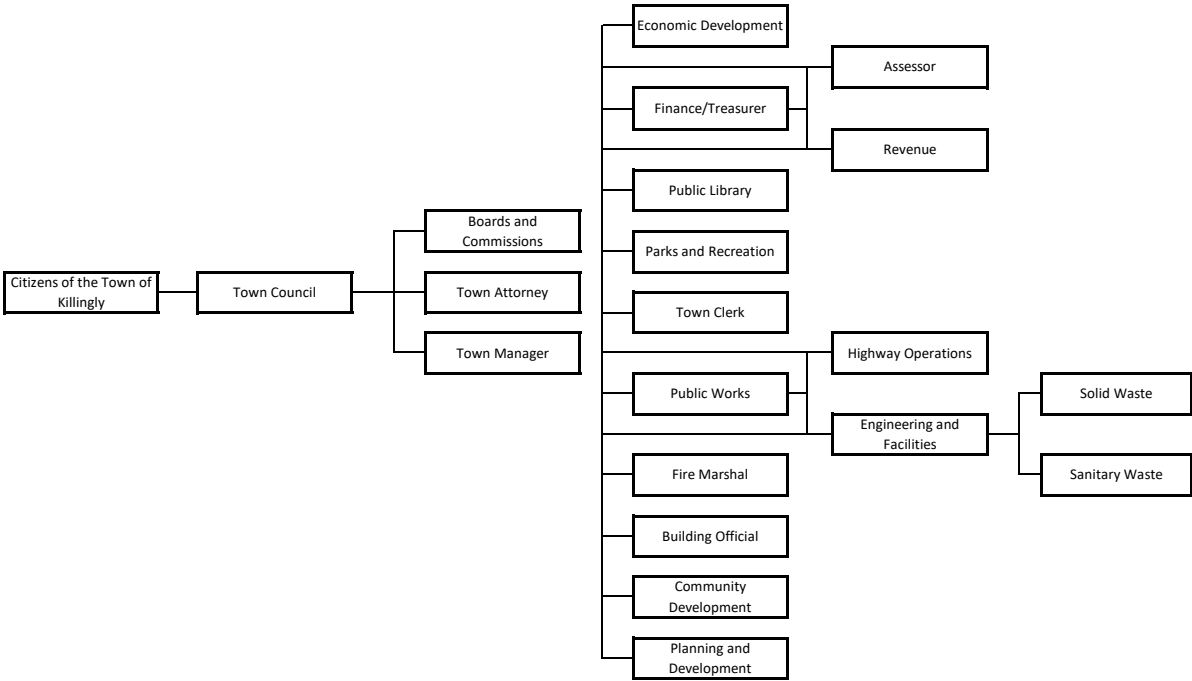 Citizens of the Town of
Killingly
Town Council
Boards and
Commissions
Town Attorney
Town Manager
Economic Development
Assessor
Finance/Treasurer
Revenue
Public Library
Parks and Recreation
Town Clerk
Highway Operations
Public Works
Engineering and
Facilities
Solid Waste
Sanitary Waste
Fire Marshal
Building Official
Community
Development
Planning and
Development